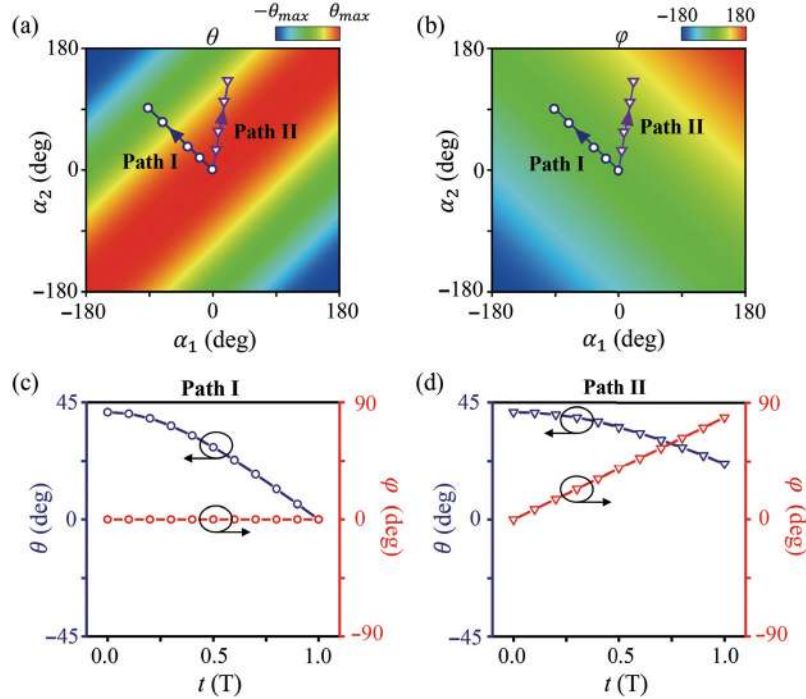 (a) −θmax θmax
θ
180
α2 (deg)
0
−180
Path I
Path II
−180 0 180
α1 (deg)
(b) −180 180
φ
180
α2 (deg)
0
−180
Path I
Path II
−180 0 180
α1 (deg)
(c) Path I
45
0
−45
θ (deg)
90
0
−90
φ (deg)
0.0 0.5 1.0
t (T)
(d) Path II
45
0
−45
θ (deg)
90
0
−90
φ (deg)
0.0 0.5 1.0
t (T)